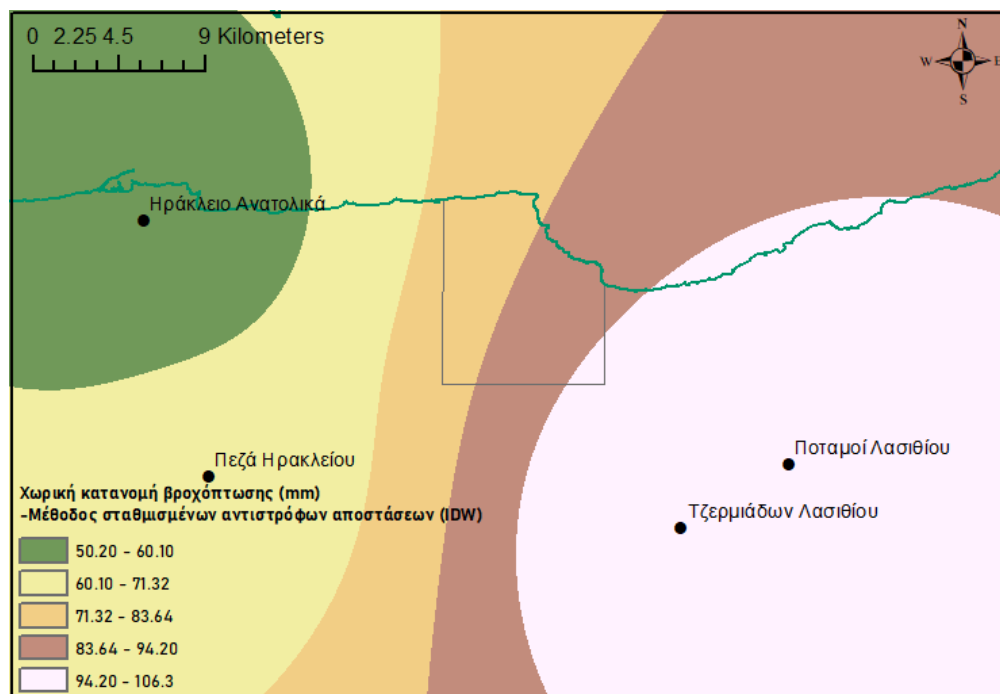 0 2.25 4.5 9 Kilometers
N
W E
S
Ηράκλειο Ανατολικά
Πεζά Ηρακλείου
Ποταμοί Λασιθίου
Τζερμιάδων Λασιθίου
Χωρική κατανομή βροχόπτωσης (mm)
-Μέθοδος σταθμισμένων αντιστρόφων αποστάσεων (IDW)
50.20 - 60.10
60.10 - 71.32
71.32 - 83.64
83.64 - 94.20
94.20 - 106.3